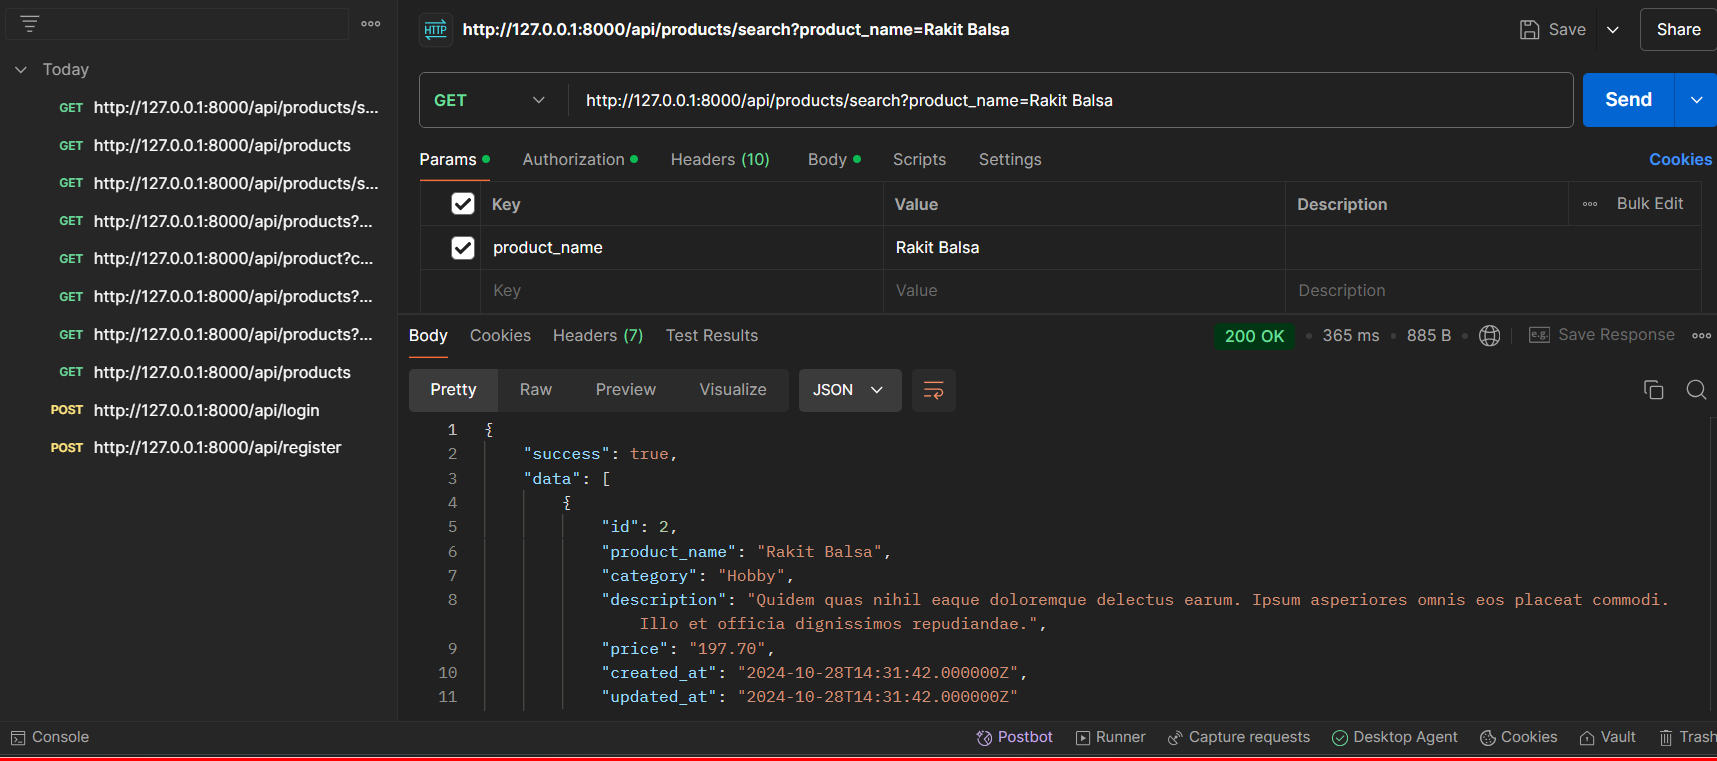 Today
GET http://127.0.0.1:8000/api/products/s...
GET http://127.0.0.1:8000/api/products
GET http://127.0.0.1:8000/api/products/s...
GET http://127.0.0.1:8000/api/products?...
GET http://127.0.0.1:8000/api/product?c...
GET http://127.0.0.1:8000/api/products?...
GET http://127.0.0.1:8000/api/products?...
GET http://127.0.0.1:8000/api/products
POST http://127.0.0.1:8000/api/login
POST http://127.0.0.1:8000/api/register
HTTP http://127.0.0.1:8000/api/products/search?product_name=Rakit Balsa Save Share
GET http://127.0.0.1:8000/api/products/search?product_name=Rakit Balsa Send
Params Authorization Headers (10) Body Scripts Settings Cookies
Key Value Description Bulk Edit
product_name Rakit Balsa
Key Value Description
Body Cookies Headers (7) Test Results 200 OK 365 ms 885 B e.g. Save Response
Pretty Raw Preview Visualize JSON
1 {
2 "success": true,
3 "data": [
4 {
5 "id": 2,
6 "product_name": "Rakit Balsa",
7 "category": "Hobby",
8 "description": "Quidem quas nihil eaque doloremque delectus earum. Ipsum asperiores omnis eos placeat commodi.
Illo et officia dignissimos repudiandae.",
9 "price": "197.70",
10 "created_at": "2024-10-28T14:31:42.000000Z",
11 "updated_at": "2024-10-28T14:31:42.000000Z"
Console Postbot Runner Capture requests Desktop Agent Cookies Vault Trash